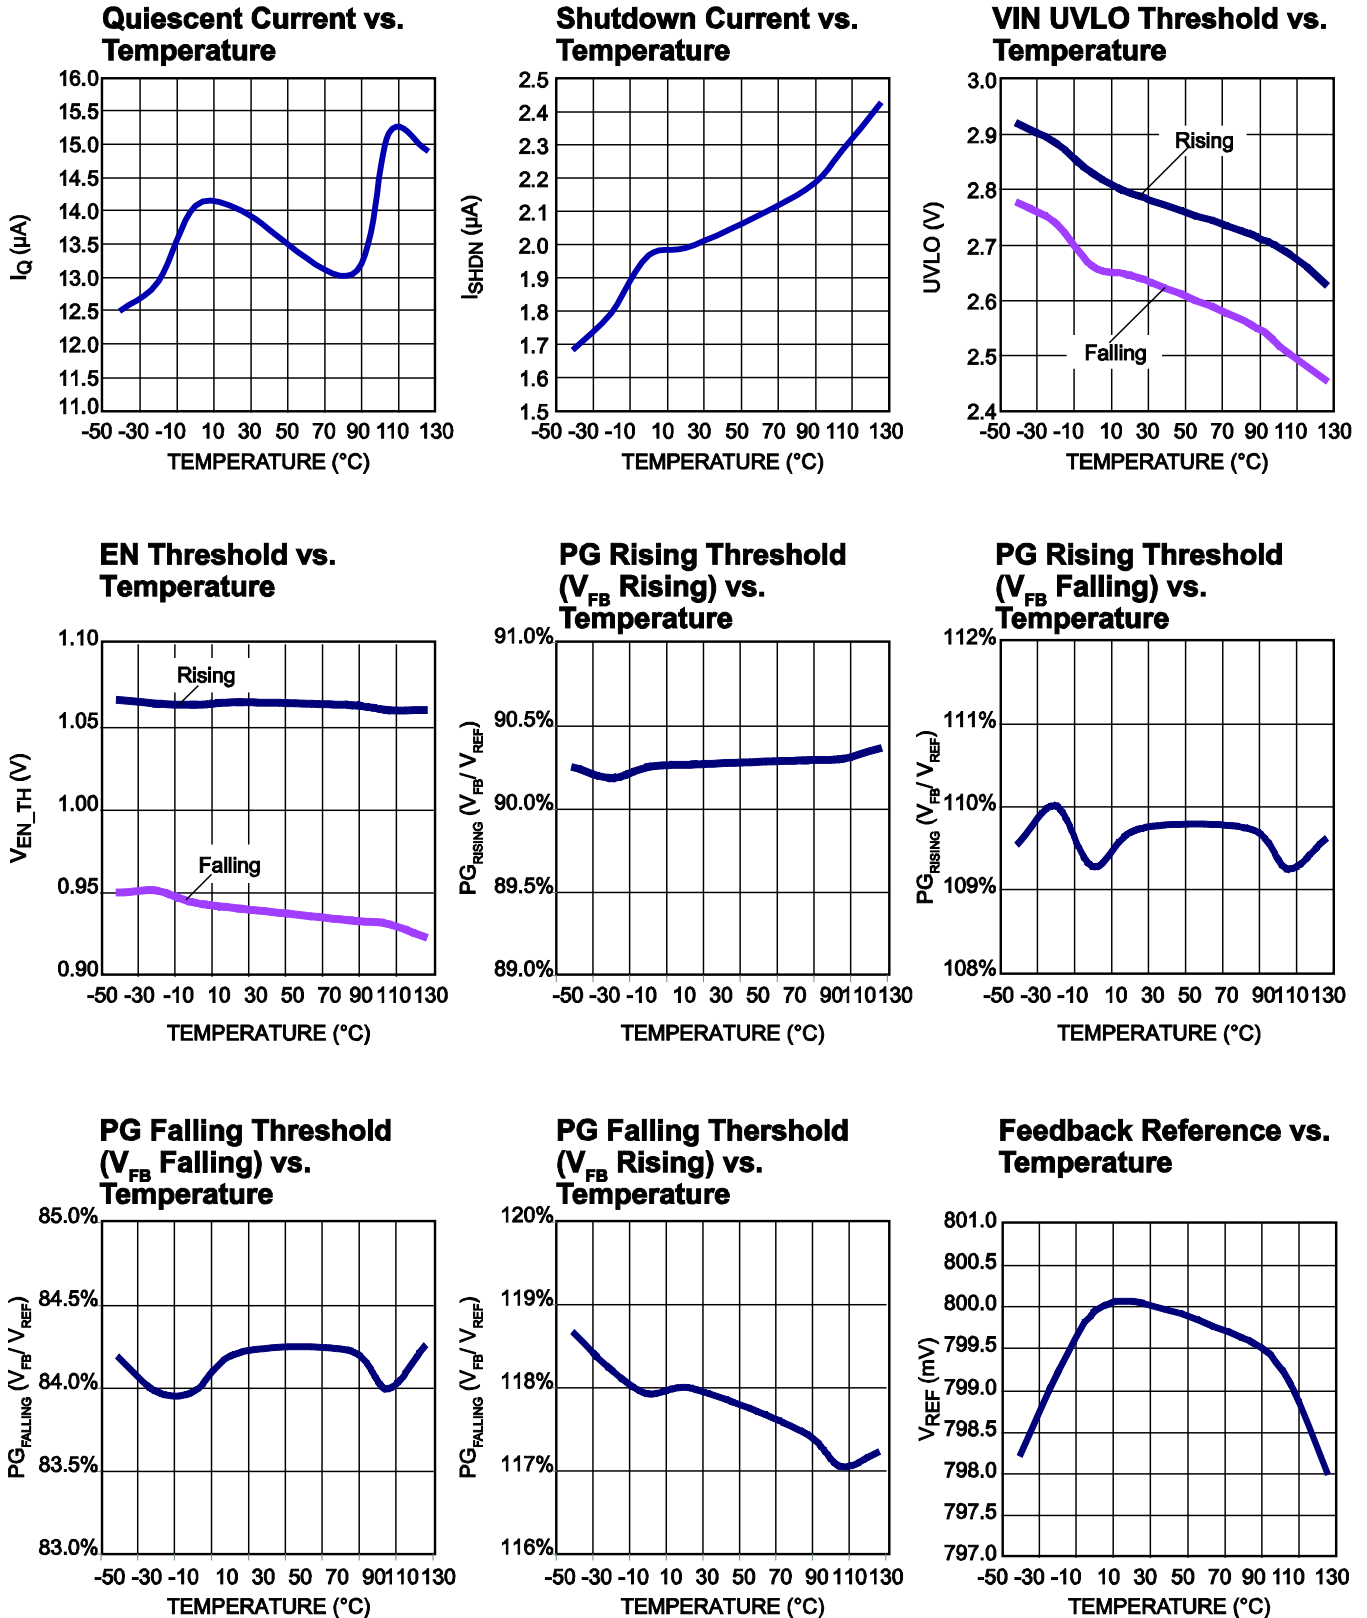 Quiescent Current vs.
Temperature
16.0
15.5
15.0
14.5
14.0
13.5
13.0
12.5
12.0
11.5
11.0
IQ (µA)
-50 -30 -10 10 30 50 70 90 110 130
TEMPERATURE (°C)
Shutdown Current vs.
Temperature
2.5
2.4
2.3
2.2
2.1
2.0
1.9
1.8
1.7
1.6
1.5
ISHDN (µA)
-50 -30 -10 10 30 50 70 90 110 130
TEMPERATURE (°C)
VIN UVLO Threshold vs.
Temperature
3.0
2.9
2.8
2.7
2.6
2.5
2.4
UVLO (V)
Rising
Falling
-50 -30 -10 10 30 50 70 90 110 130
TEMPERATURE (°C)
EN Threshold vs.
Temperature
1.10
1.05
1.00
0.95
0.90
VEN_TH (V)
Rising
Falling
-50 -30 -10 10 30 50 70 90 110 130
TEMPERATURE (°C)
PG Rising Threshold
(VFB Rising) vs.
Temperature
91.0%
90.5%
90.0%
89.5%
89.0%
PGRISING (VFB/ VREF)
-50 -30 -10 10 30 50 70 90 110 130
TEMPERATURE (°C)
PG Rising Threshold
(VFB Falling) vs.
Temperature
112%
111%
110%
109%
108%
PGRISING (VFB/ VREF)
-50 -30 -10 10 30 50 70 90 110 130
TEMPERATURE (°C)
PG Falling Threshold
(VFB Falling) vs.
Temperature
85.0%
84.5%
84.0%
83.5%
83.0%
PGFALLING (VFB/ VREF)
-50 -30 -10 10 30 50 70 90 110 130
TEMPERATURE (°C)
PG Falling Thershold
(VFB Rising) vs.
Temperature
120%
119%
118%
117%
116%
PGFALLING (VFB/ VREF)
-50 -30 -10 10 30 50 70 90 110 130
TEMPERATURE (°C)
Feedback Reference vs.
Temperature
801.0
800.5
800.0
799.5
799.0
798.5
798.0
797.5
797.0
VREF (mV)
-50 -30 -10 10 30 50 70 90 110 130
TEMPERATURE (°C)